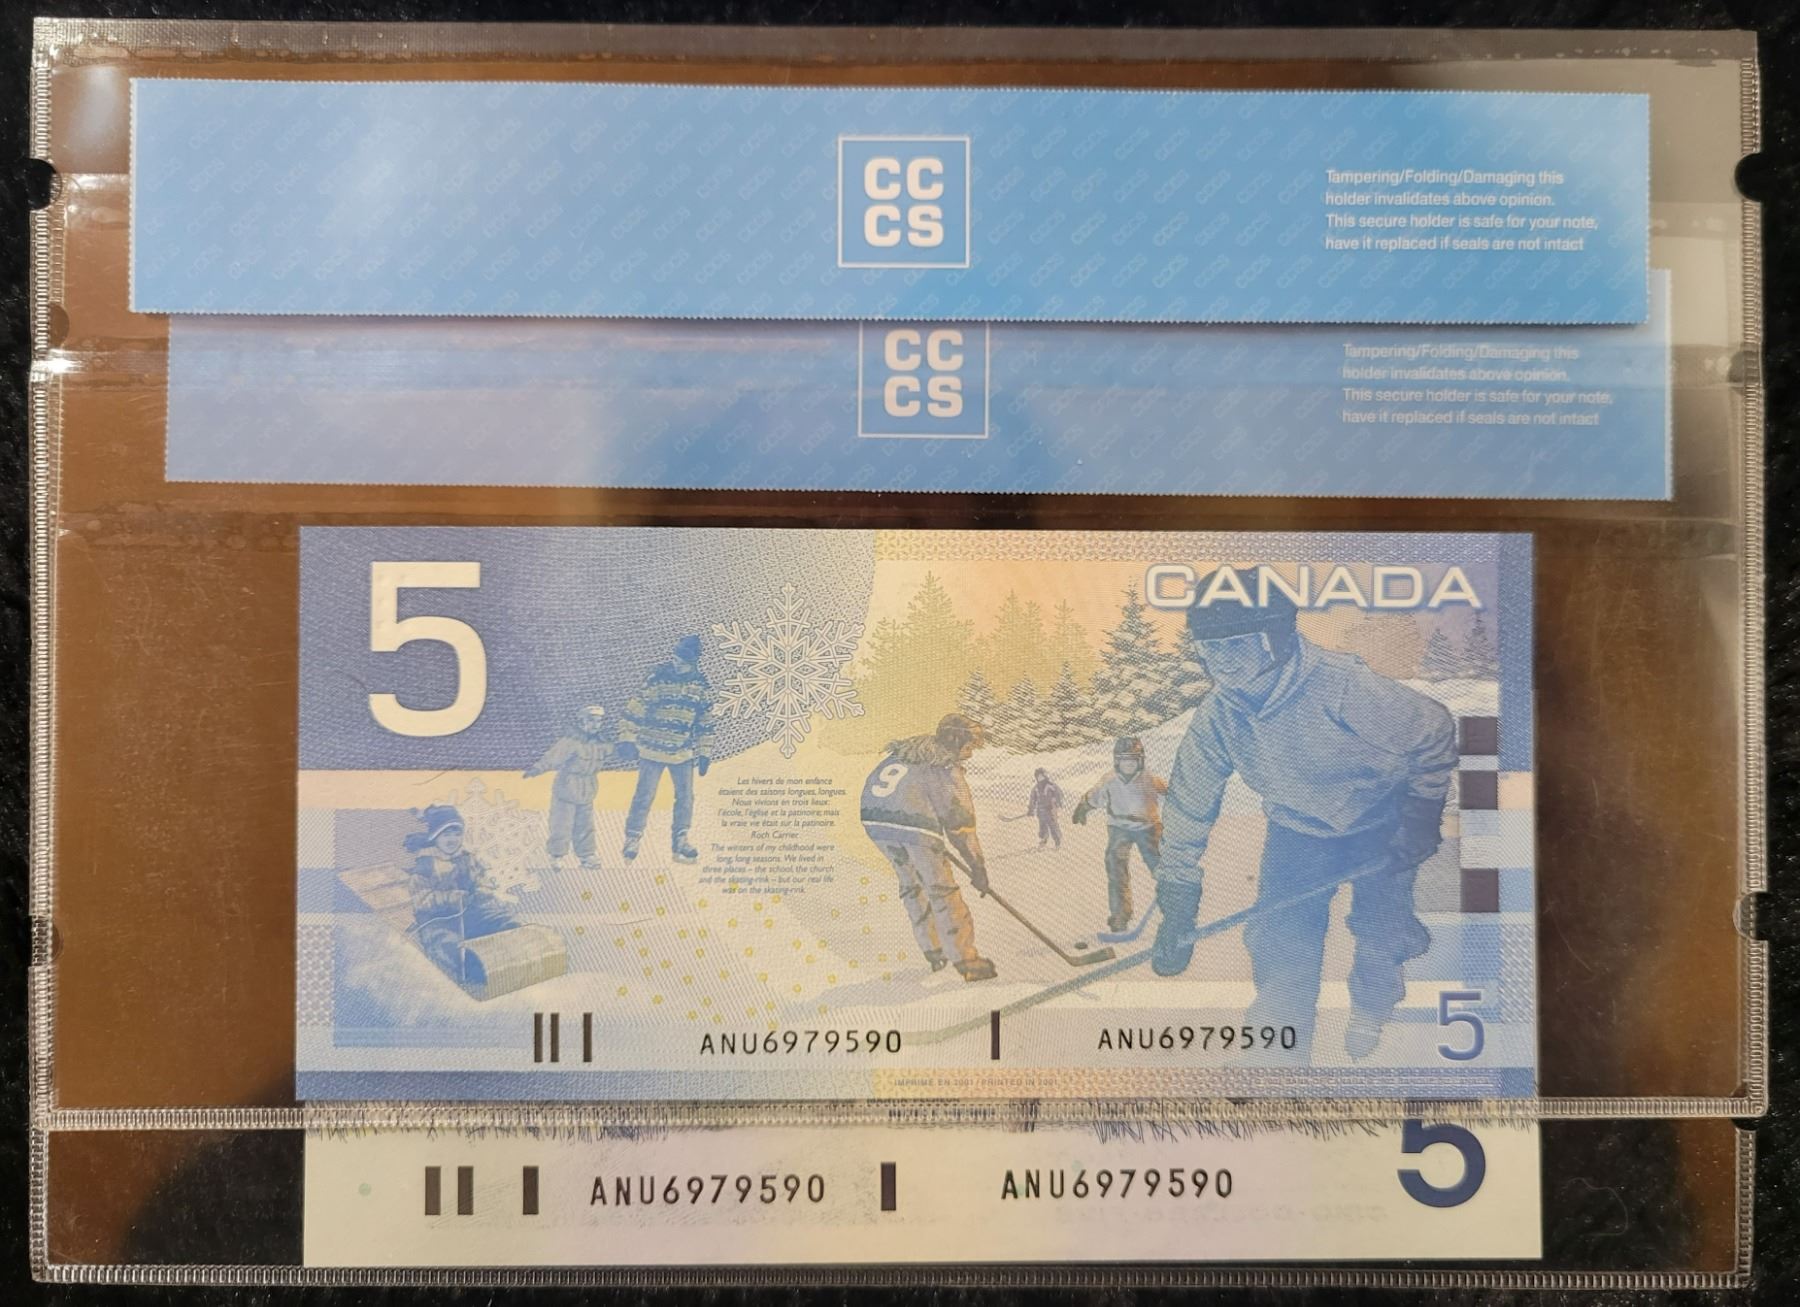 CC
CS
Tampering/Folding/Damaging this
holder invalidates above opinion.
This secure holder is safe for your note,
have it replaced if seals are not intact
CC
CS
Tampering/Folding/Damaging this
holder invalidates above opinion.
This secure holder is safe for your note,
have it replaced if seals are not intact
5
CANADA
9
Les hivers de mon enfance
étaient des saisons longues, longues.
Nous vivions en trois lieux:
l'école, l'église et la patinoire; mais
la vraie vie était sur la patinoire.
Roch Carrier
The winters of my childhood were
long, long seasons. We lived in
three places – the school, the church
and the skating-rink – but our real life
was on the skating-rink.
ANU6979590
ANU6979590
5
IMPRIMÉ EN 2001 / PRINTED IN 2001
ANU6979590
ANU6979590
5